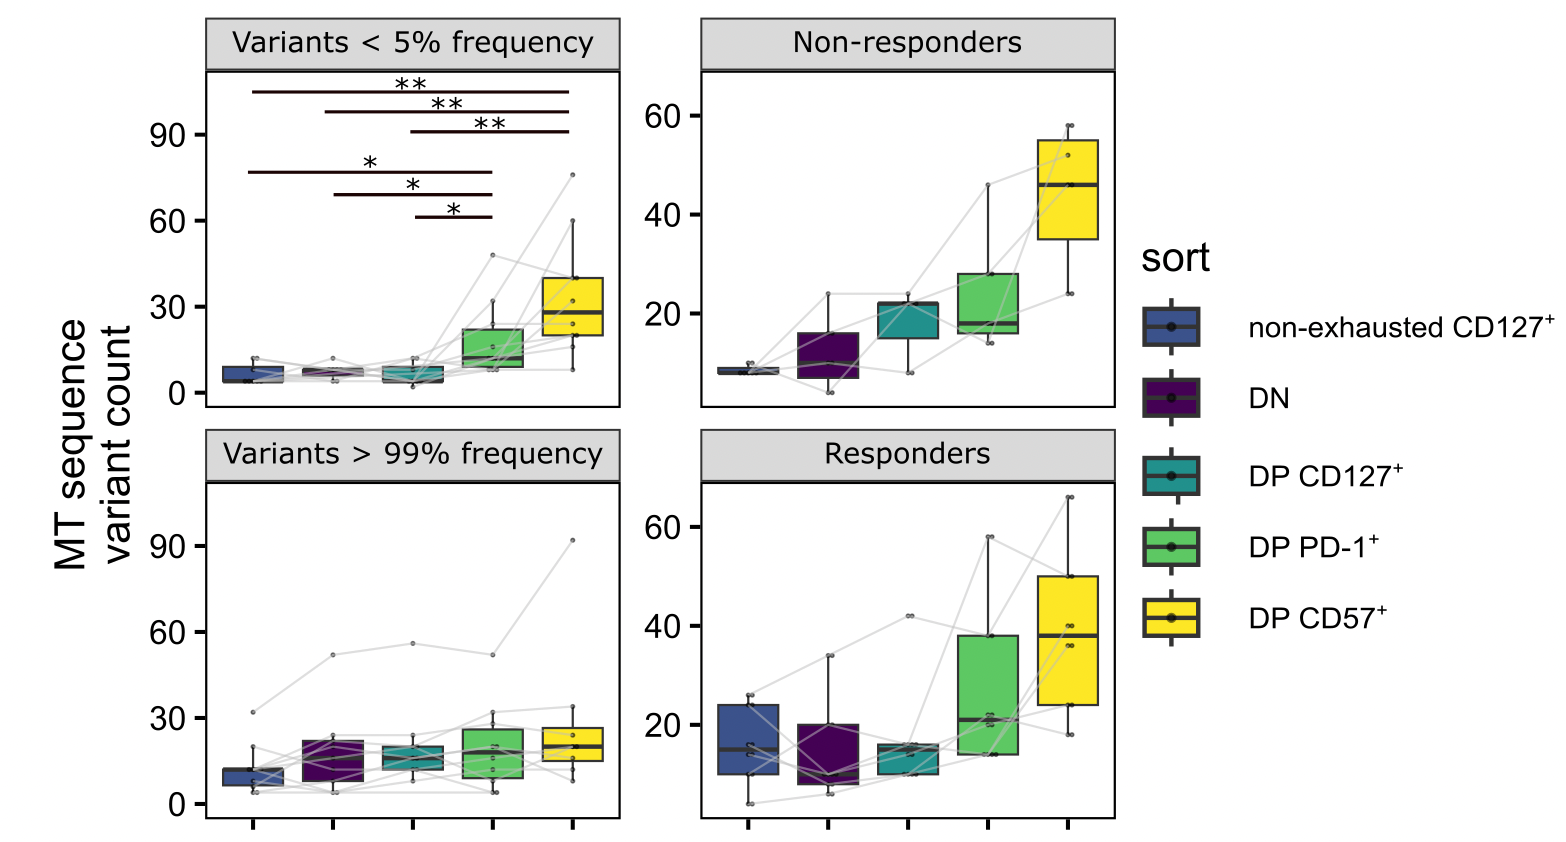 Variants < 5% frequency
**
**
**
*
*
*
90
60
30
0
Non-responders
60
40
20
Variants > 99% frequency
90
60
30
0
Responders
60
40
20
MT sequence
variant count
sort
non-exhausted CD127+
DN
DP CD127+
DP PD-1+
DP CD57+